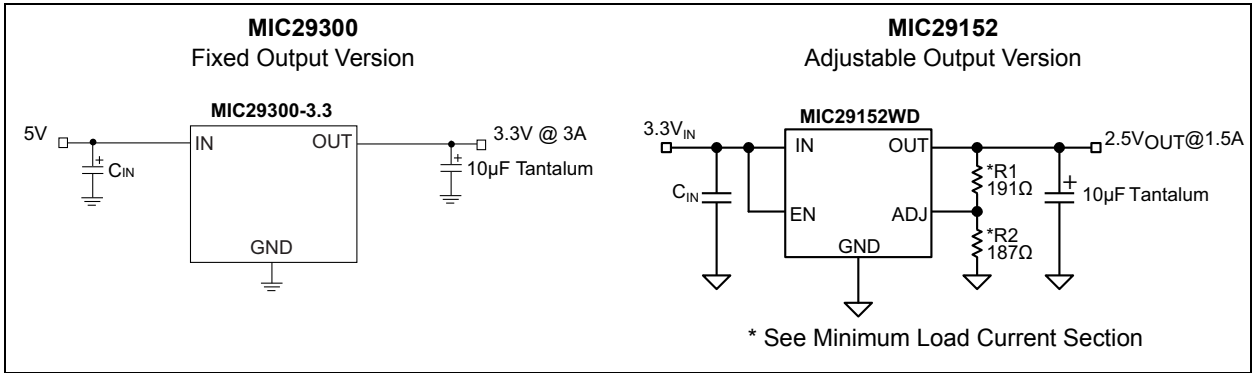 MIC29300
Fixed Output Version
MIC29300-3.3
5V
IN
OUT
3.3V @ 3A
+
CIN
+
10µF Tantalum
GND
MIC29152
Adjustable Output Version
MIC29152WD
3.3VIN
IN
OUT
2.5VOUT@1.5A
*R1
191Ω
+
10µF Tantalum
CIN
EN
ADJ
*R2
187Ω
GND
* See Minimum Load Current Section